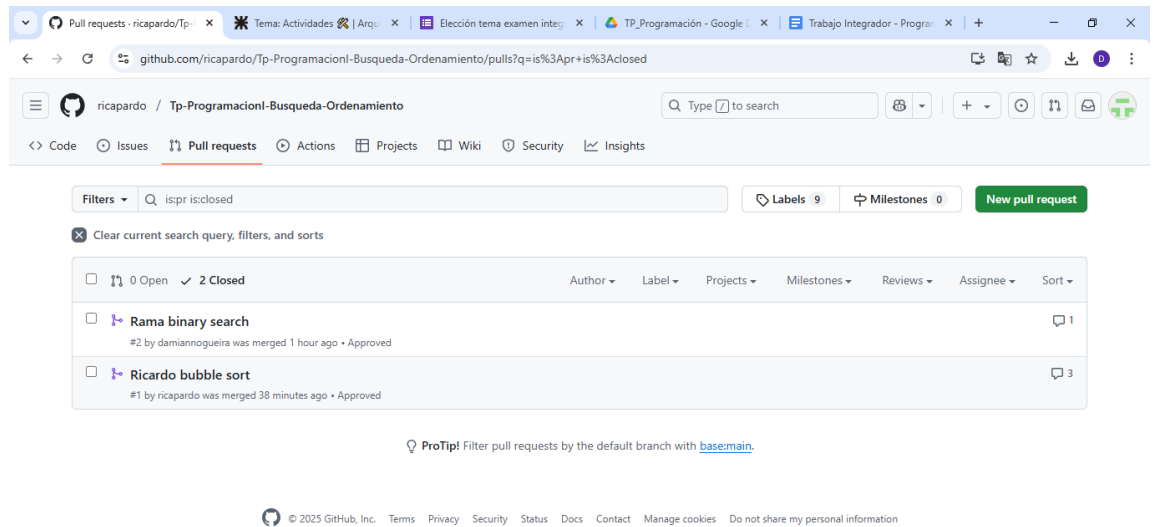 Pull requests · ricapardo/Tp-
Tema: Actividades 🛠 | Arqu
Elección tema examen integ
TP_Programación - Google D
Trabajo Integrador - Program
github.com/ricapardo/Tp-ProgramacionI-Busqueda-Ordenamiento/pulls?q=is%3Apr+is%3Aclosed
D
ricapardo / Tp-ProgramacionI-Busqueda-Ordenamiento
Type / to search
<> Code Issues Pull requests Actions Projects Wiki Security Insights
Filters is:pr is:closed Labels 9 Milestones 0 New pull request
Clear current search query, filters, and sorts
0 Open 2 Closed Author Label Projects Milestones Reviews Assignee Sort
Rama binary search 1
#2 by damiannogueira was merged 1 hour ago • Approved
Ricardo bubble sort 3
#1 by ricapardo was merged 38 minutes ago • Approved
ProTip! Filter pull requests by the default branch with base:main.
© 2025 GitHub, Inc. Terms Privacy Security Status Docs Contact Manage cookies Do not share my personal information